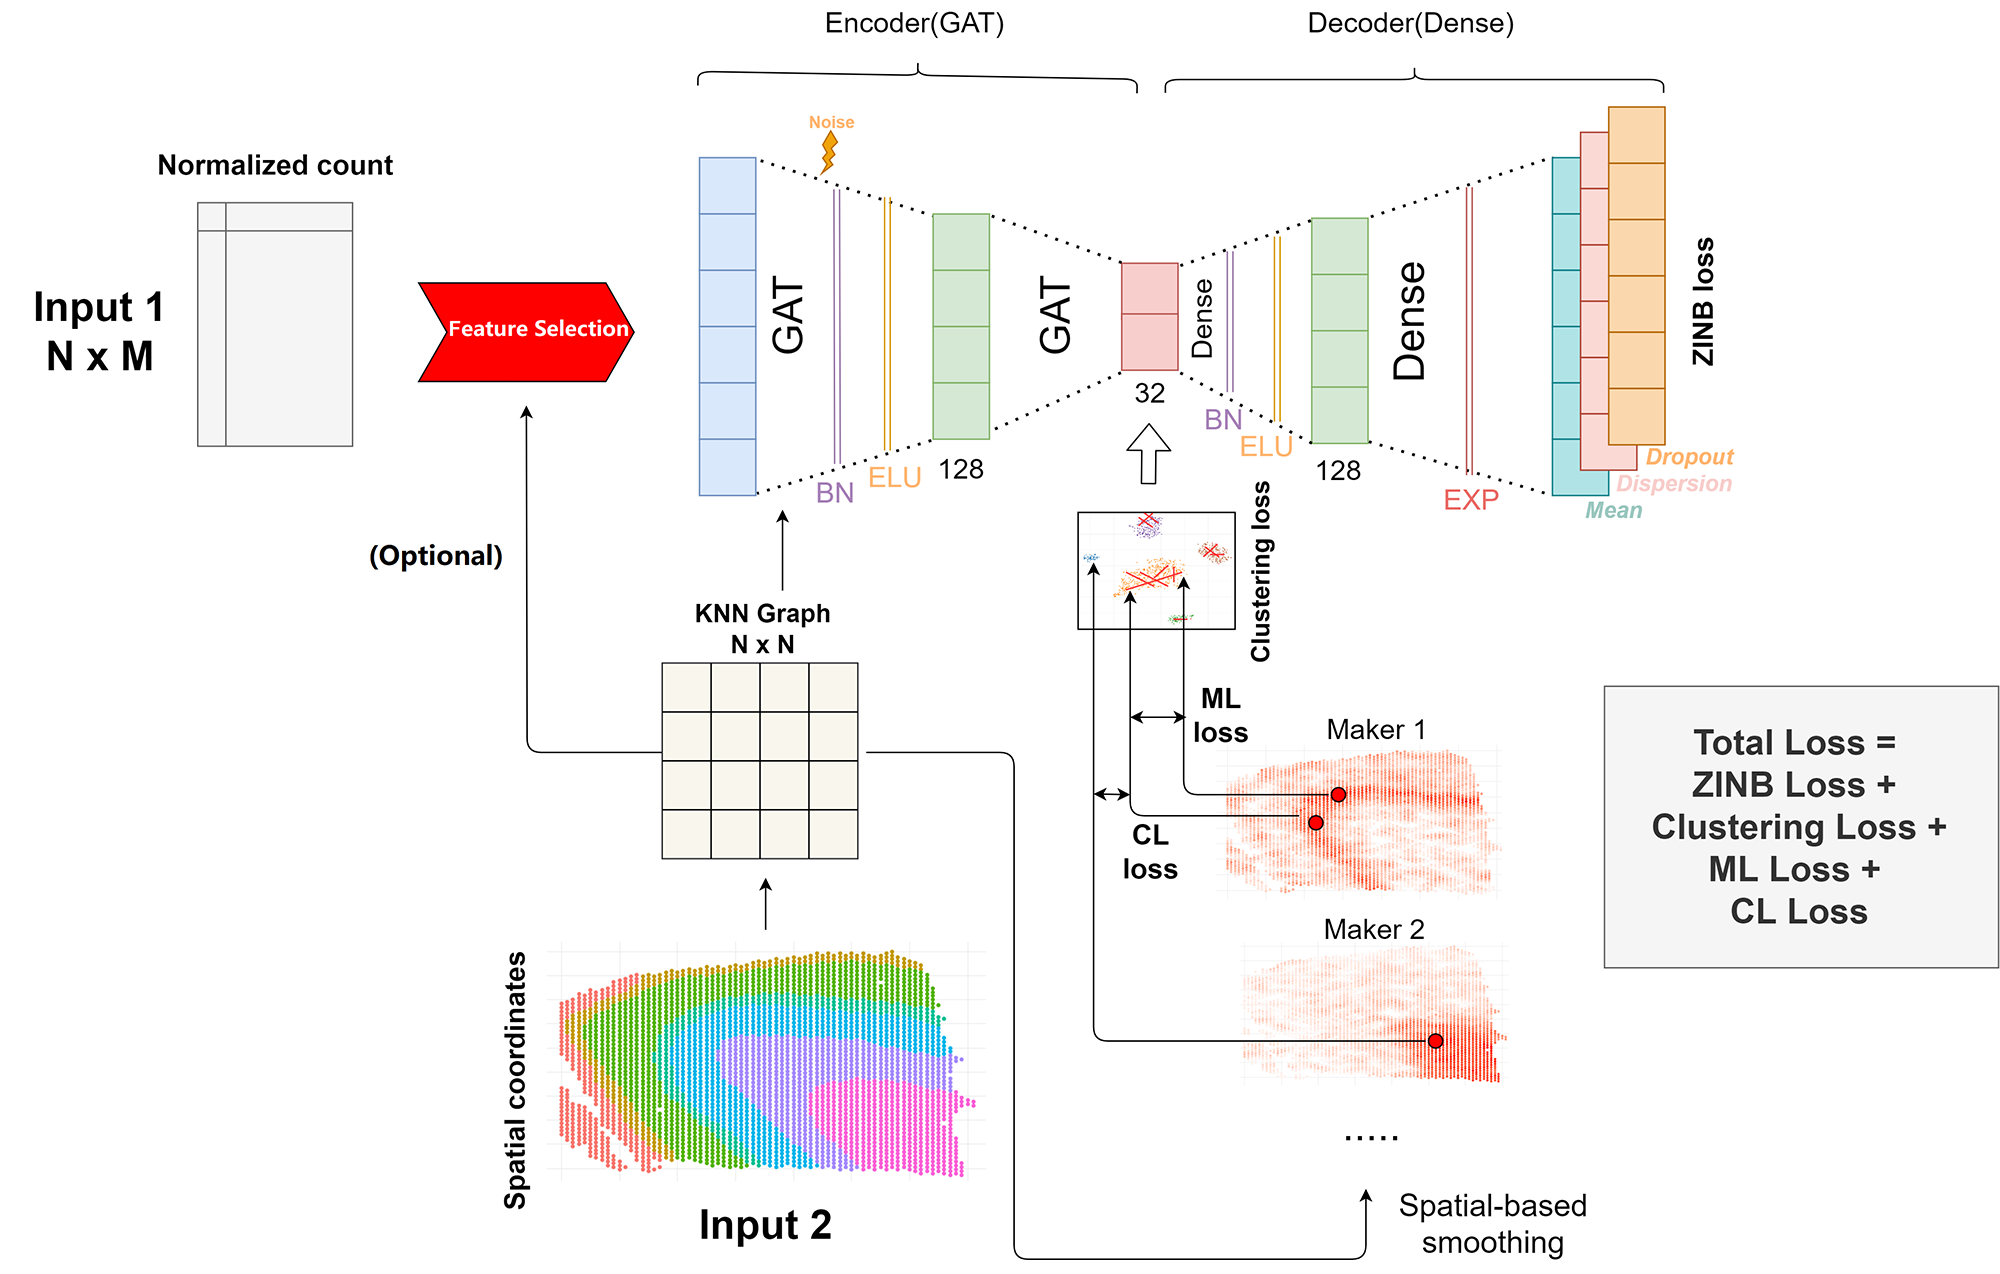 Encoder(GAT)
Decoder(Dense)
Noise
Normalized count
Input 1
N x M
Feature Selection
GAT
BN
ELU
128
GAT
32
Dense
BN
ELU
128
Dense
EXP
ZINB loss
Dropout
Dispersion
Mean
(Optional)
KNN Graph
N x N
Clustering loss
ML
loss
CL
loss
Maker 1
Maker 2
.....
Total Loss =
ZINB Loss +
Clustering Loss +
ML Loss +
CL Loss
Spatial coordinates
Input 2
Spatial-based
smoothing